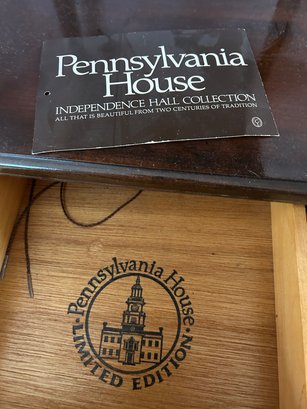 Pennsylvania
House
INDEPENDENCE HALL COLLECTION
ALL THAT IS BEAUTIFUL FROM TWO CENTURIES OF TRADITION
Pennsylvania House
LIMITED EDITION